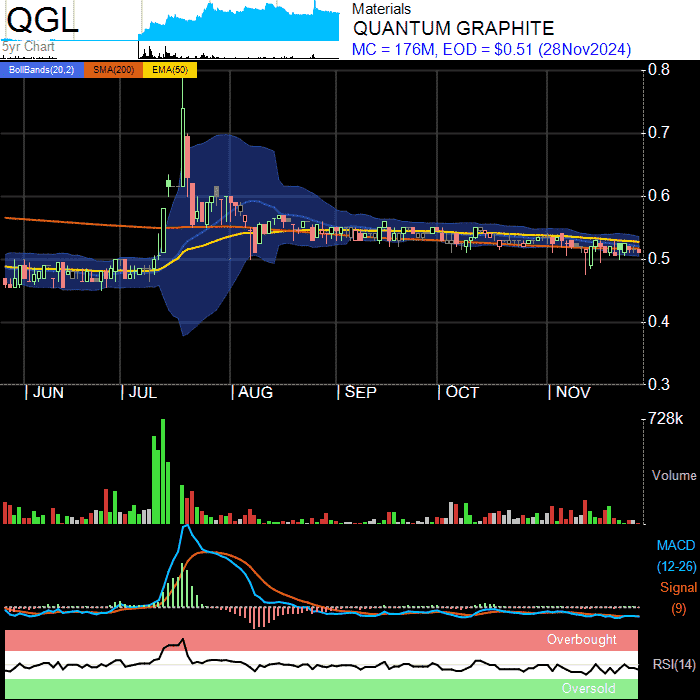 QGL
5yr Chart
Materials
QUANTUM GRAPHITE
MC = 176M, EOD = $0.51 (28Nov2024)
BollBands(20,2) SMA(200) EMA(50)
0.8
0.7
0.6
0.5
0.4
0.3
JUN JUL AUG SEP OCT NOV
728k
Volume
MACD
(12-26)
Signal
(9)
Overbought
RSI(14)
Oversold